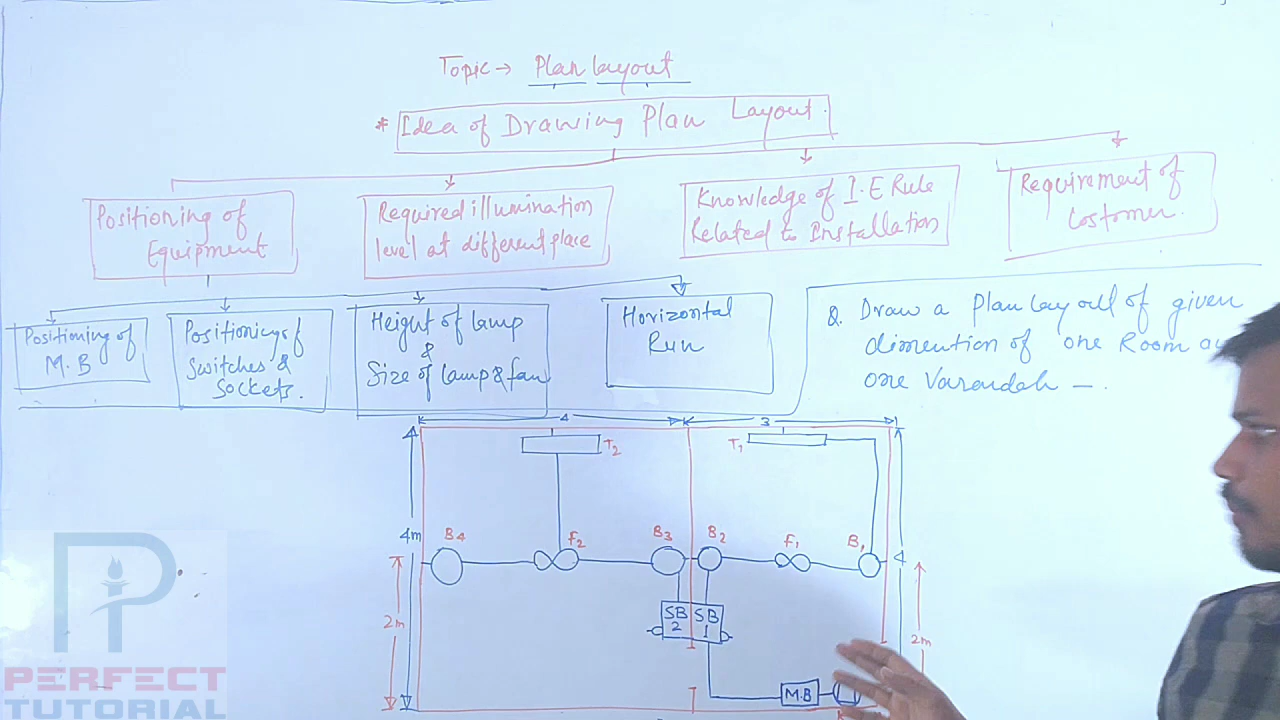 Topic → Plan layout
* Idea of Drawing Plan Layout.
Positioning of
Equipment
Required illumination
level at different place
Knowledge of I.E Rule
Related to Installation
Requirement of
Costomer.
Positioning of
M.B
Positioning of
Switches &
Sockets.
Height of lamp
&
Size of lamp & fan
Horizontal
Run
Q. Draw a Plan layout of given
dimention of one Room
one Varandah —.
4
3
T2
T1
4m
B4
F2
B3
B2
F1
B1
4
2m
SB
2
SB
1
2m
M.B
PERFECT
TUTORIAL